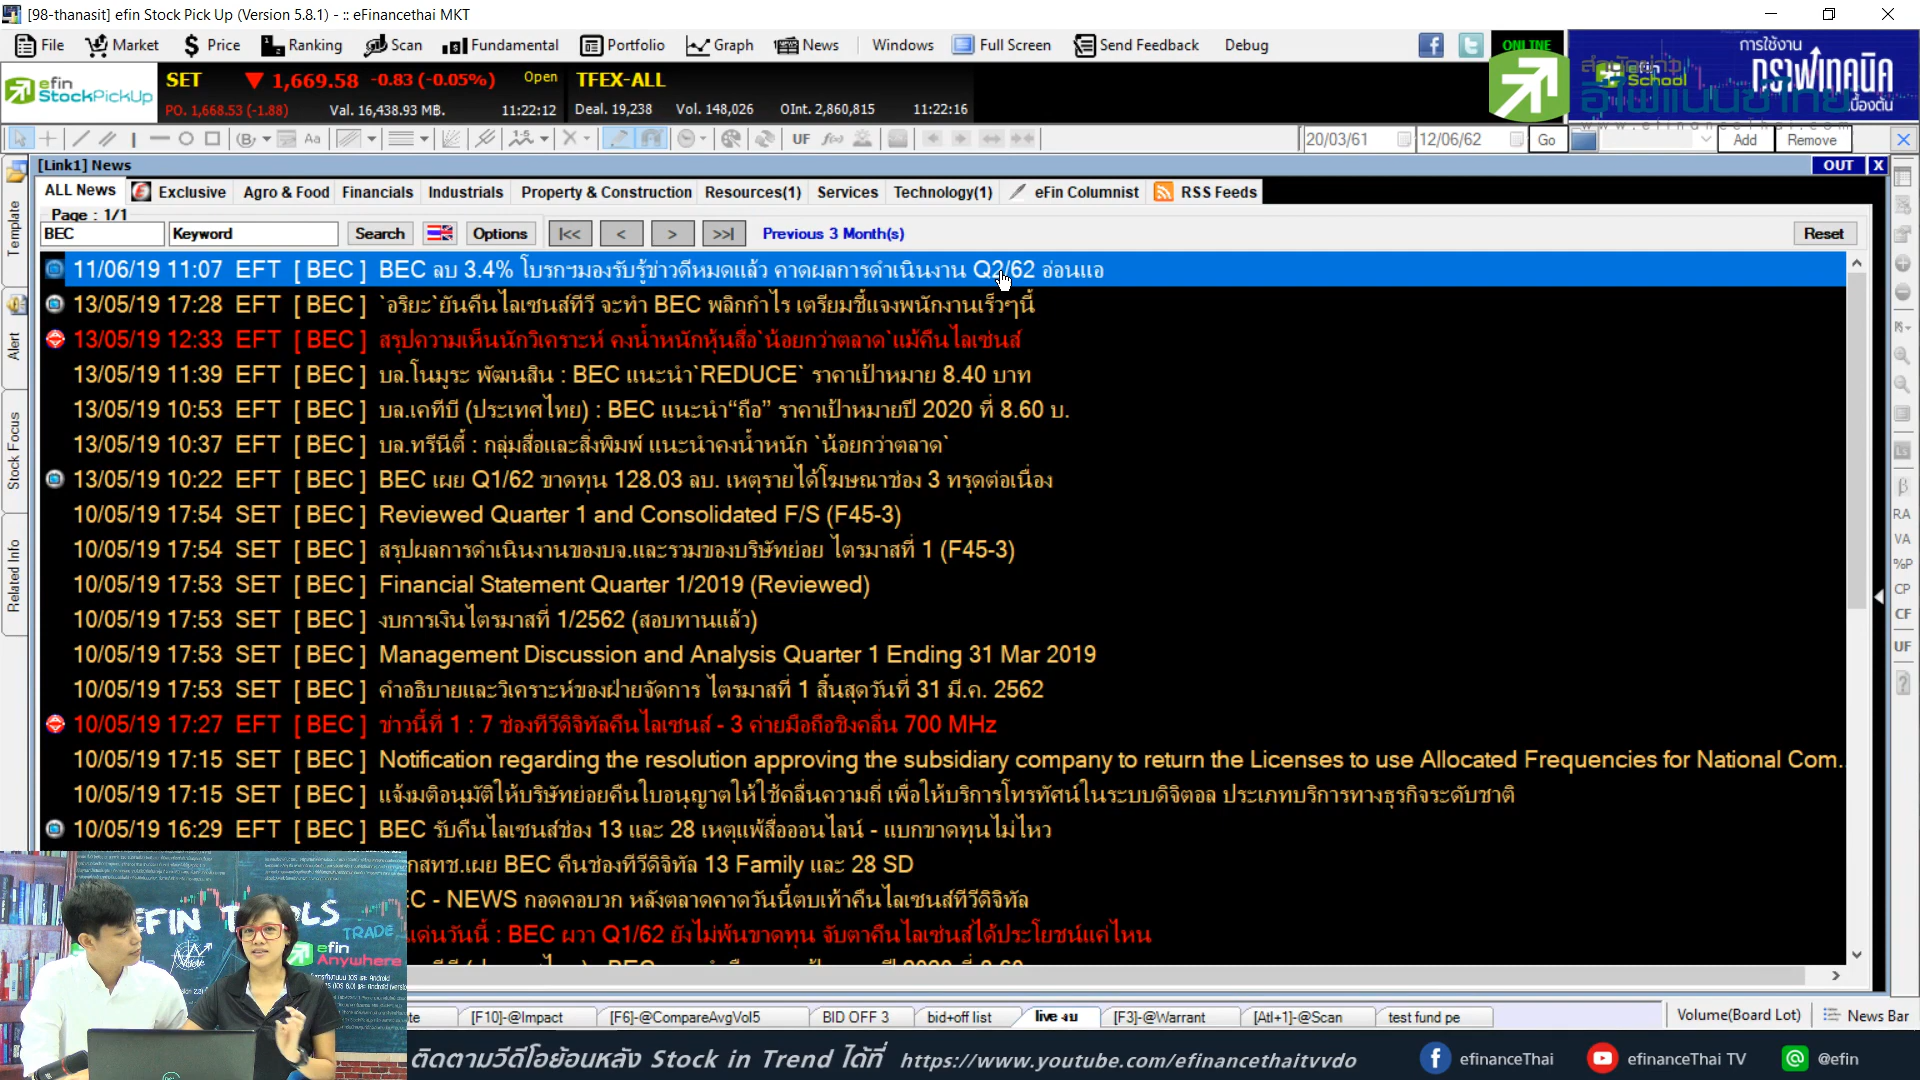 [98-thanasit] efin Stock Pick Up (Version 5.8.1) - :: eFinancethai MKT
File Market Price Ranking Scan Fundamental Portfolio Graph News Windows Full Screen Send Feedback Debug
ONLINE
การใช้งาน
กราฟเทคนิค
เบื้องต้น
efin School
efin StockPickUp
SET 1,669.58 -0.83 (-0.05%) Open TFEX-ALL
PO. 1,668.53 (-1.88) Val. 16,438.93 MB. 11:22:12 Deal. 19,238 Vol. 148,026 OInt. 2,860,815 11:22:16
www.efinancethai.com
20/03/61 12/06/62 Go Add Remove
[Link1] News OUT X
ALL News Exclusive Agro & Food Financials Industrials Property & Construction Resources(1) Services Technology(1) eFin Columnist RSS Feeds
Page : 1/1
BEC Keyword Search Options |<< < > >>| Previous 3 Month(s) Reset
11/06/19 11:07 EFT [ BEC ] BEC ลบ 3.4% โบรกฯมองรับรู้ข่าวดีหมดแล้ว คาดผลการดำเนินงาน Q2/62 อ่อนแอ
13/05/19 17:28 EFT [ BEC ] `อริยะ`ยันคืนไลเซนส์ทีวี จะทำ BEC พลิกกำไร เตรียมชี้แจงพนักงานเร็วๆนี้
13/05/19 12:33 EFT [ BEC ] สรุปความเห็นนักวิเคราะห์ คงน้ำหนักหุ้นสื่อ`น้อยกว่าตลาด`แม้คืนไลเซ่นส์
13/05/19 11:39 EFT [ BEC ] บล.โนมูระ พัฒนสิน : BEC แนะนำ`REDUCE` ราคาเป้าหมาย 8.40 บาท
13/05/19 10:53 EFT [ BEC ] บล.เคทีบี (ประเทศไทย) : BEC แนะนำ“ถือ” ราคาเป้าหมายปี 2020 ที่ 8.60 บ.
13/05/19 10:37 EFT [ BEC ] บล.ทรีนีตี้ : กลุ่มสื่อและสิ่งพิมพ์ แนะนำคงน้ำหนัก `น้อยกว่าตลาด`
13/05/19 10:22 EFT [ BEC ] BEC เผย Q1/62 ขาดทุน 128.03 ลบ. เหตุรายได้โฆษณาช่อง 3 ทรุดต่อเนื่อง
10/05/19 17:54 SET [ BEC ] Reviewed Quarter 1 and Consolidated F/S (F45-3)
10/05/19 17:54 SET [ BEC ] สรุปผลการดำเนินงานของบจ.และรวมของบริษัทย่อย ไตรมาสที่ 1 (F45-3)
10/05/19 17:53 SET [ BEC ] Financial Statement Quarter 1/2019 (Reviewed)
10/05/19 17:53 SET [ BEC ] งบการเงินไตรมาสที่ 1/2562 (สอบทานแล้ว)
10/05/19 17:53 SET [ BEC ] Management Discussion and Analysis Quarter 1 Ending 31 Mar 2019
10/05/19 17:53 SET [ BEC ] คำอธิบายและวิเคราะห์ของฝ่ายจัดการ ไตรมาสที่ 1 สิ้นสุดวันที่ 31 มี.ค. 2562
10/05/19 17:27 EFT [ BEC ] ข่าวนี้ที่ 1 : 7 ช่องทีวีดิจิทัลคืนไลเซนส์ - 3 ค่ายมือถือชิงคลื่น 700 MHz
10/05/19 17:15 SET [ BEC ] Notification regarding the resolution approving the subsidiary company to return the Licenses to use Allocated Frequencies for National Com..
10/05/19 17:15 SET [ BEC ] แจ้งมติอนุมัติให้บริษัทย่อยคืนใบอนุญาตให้ใช้คลื่นความถี่ เพื่อให้บริการโทรทัศน์ในระบบดิจิตอล ประเภทบริการทางธุรกิจระดับชาติ
10/05/19 16:29 EFT [ BEC ] BEC รับคืนไลเซนส์ช่อง 13 และ 28 เหตุแพ้สื่อออนไลน์ - แบกขาดทุนไม่ไหว
กสทช.เผย BEC คืนช่องทีวีดิจิทัล 13 Family และ 28 SD
EC - NEWS กอดคอบวก หลังตลาดคาดวันนี้ตบเท้าคืนไลเซนส์ทีวีดิจิทัล
เด่นวันนี้ : BEC ผวา Q1/62 ยังไม่พ้นขาดทุน จับตาคืนไลเซ่นส์ได้ประโยชน์แค่ไหน
Template
Alert
Stock Focus
Related Info
RA
VA
%P
CP
CF
UF
EFIN TOOLS
TRADE
efin Anywhere
[F10]-@Impact [F6]-@CompareAvgVol5 BID OFF 3 bid+off list live งบ [F3]-@Warrant [Atl+1]-@Scan test fund pe Volume(Board Lot) News Bar
ติดตามวีดีโอย้อนหลัง Stock in Trend ได้ที่ https://www.youtube.com/efinancethaitvvdo efinanceThai efinanceThai TV @efin